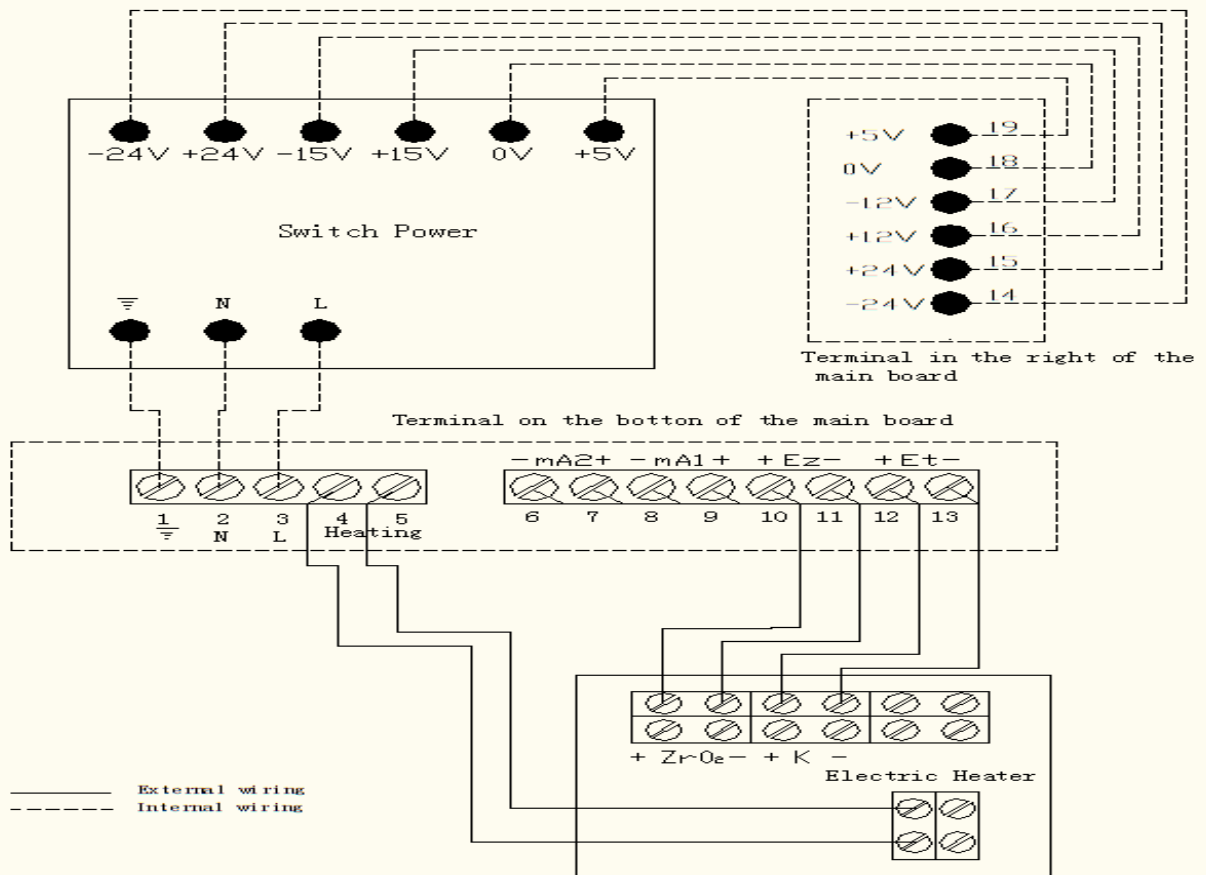 -24V +24V -15V +15V 0V +5V
Switch Power
⏚ N L
+5V 19
0V 18
-12V 17
+12V 16
+24V 15
-24V 14
Terminal in the right of the
main board
Terminal on the botton of the main board
-mA2+ -mA1+ +Ez- +Et-
1 2 3 4 5 6 7 8 9 10 11 12 13
⏚ N L Heating
+ ZrO₂- + K -
Electric Heater
External wiring
Internal wiring